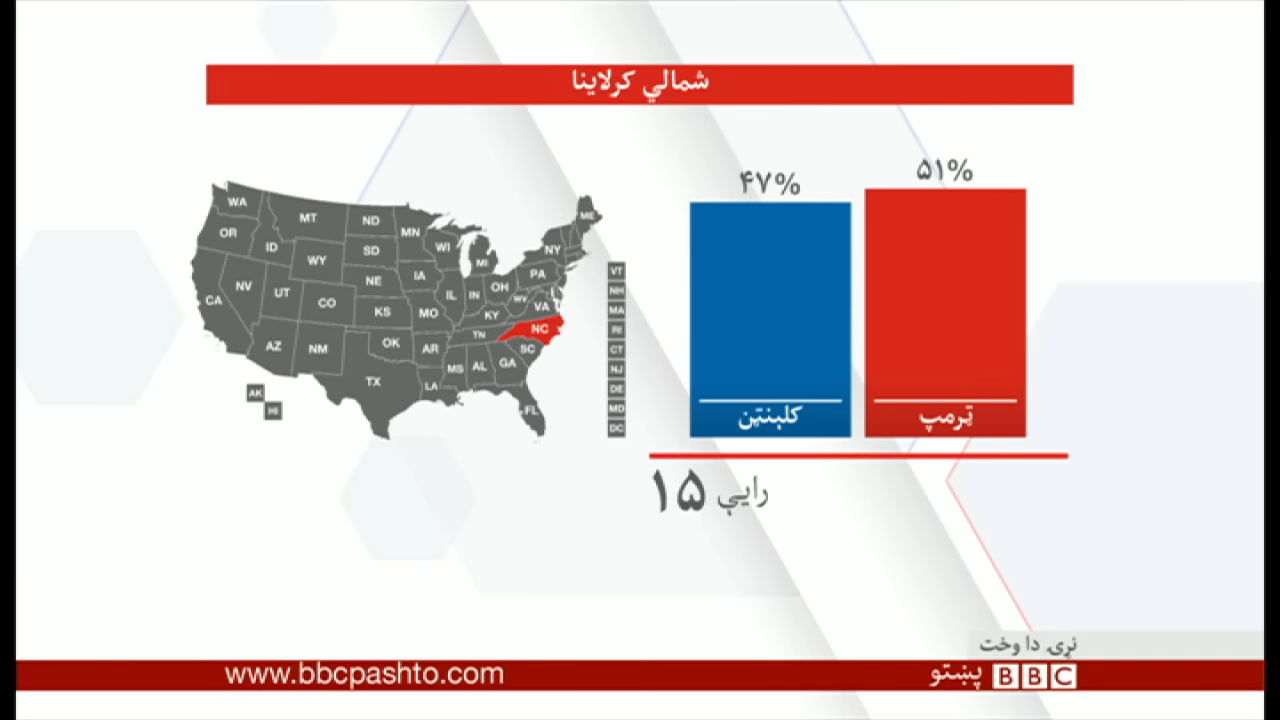 شمالي کرلاینا
WA
MT
ND
MN
ME
OR
ID
SD
WI
MI
NY
WY
IA
PA
NV
NE
OH
CA
UT
CO
IL
IN
WV
VA
KS
MO
KY
NC
AZ
NM
OK
AR
TN
SC
MS
AL
GA
TX
LA
FL
AK
HI
VT
NH
MA
RI
CT
NJ
DE
MD
DC
۴۷%
۵۱%
کلېنټن
ټرمپ
۱۵ رایې
نړۍ دا وخت
www.bbcpashto.com
پښتو BBC